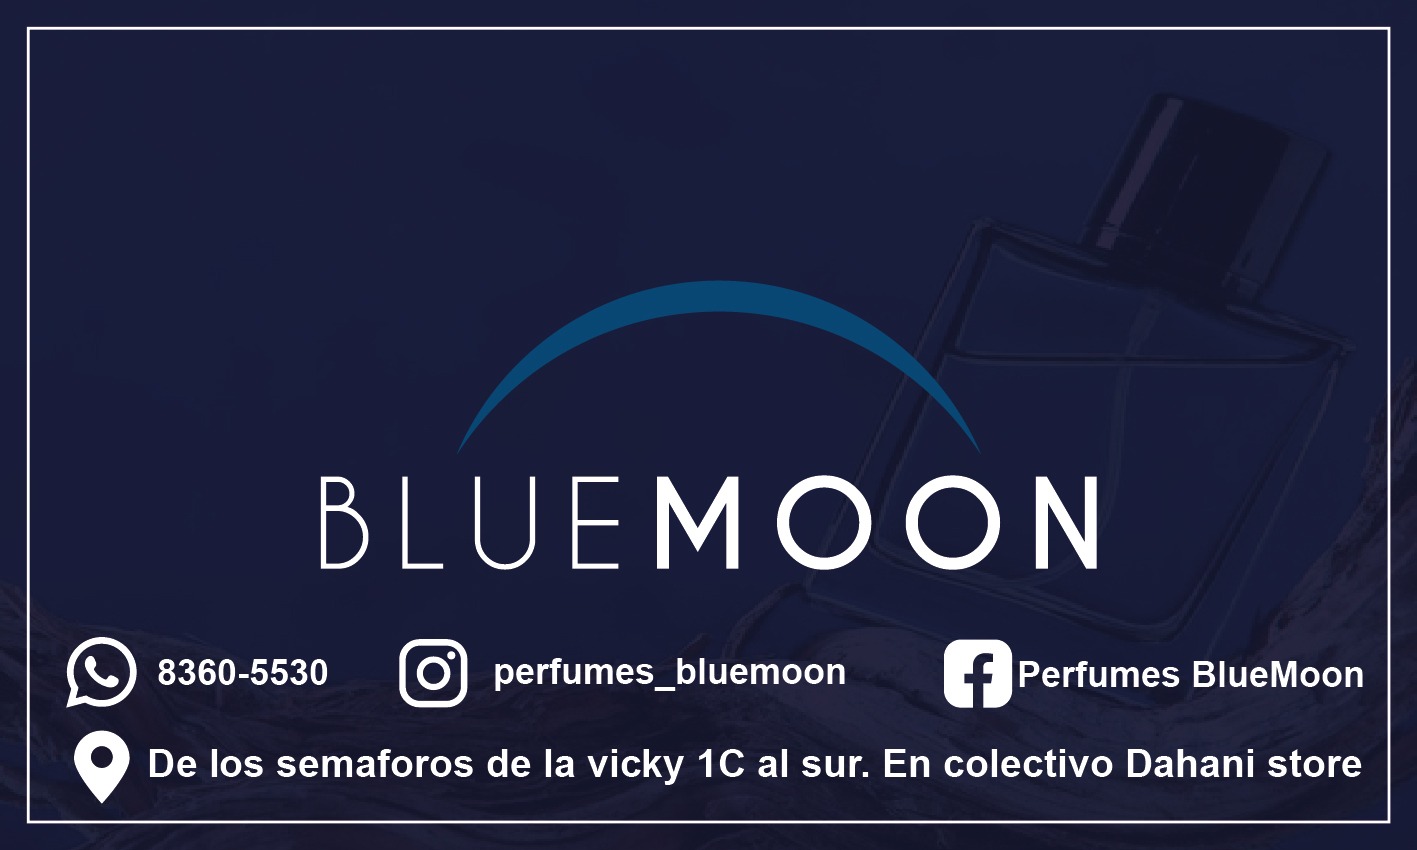 BLUEMOON
8360-5530
perfumes_bluemoon
Perfumes BlueMoon
De los semaforos de la vicky 1C al sur. En colectivo Dahani store